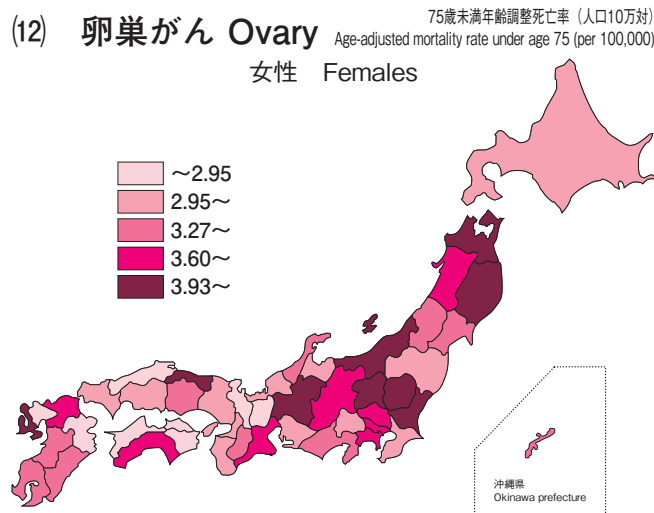 ⑿ 卵巣がん Ovary
75歳未満年齢調整死亡率（人口10万対）
Age-adjusted mortality rate under age 75 (per 100,000)
女性 Females
～2.95
2.95～
3.27～
3.60～
3.93～
沖縄県
Okinawa prefecture